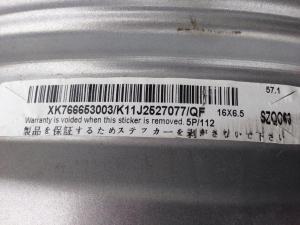 57.1
XK766653003/K11J2527077/QF 16X6.5
Warranty is voided when this sticker is removed. 5P/112
製品を保証するためステッカーを剥がさないで下さい